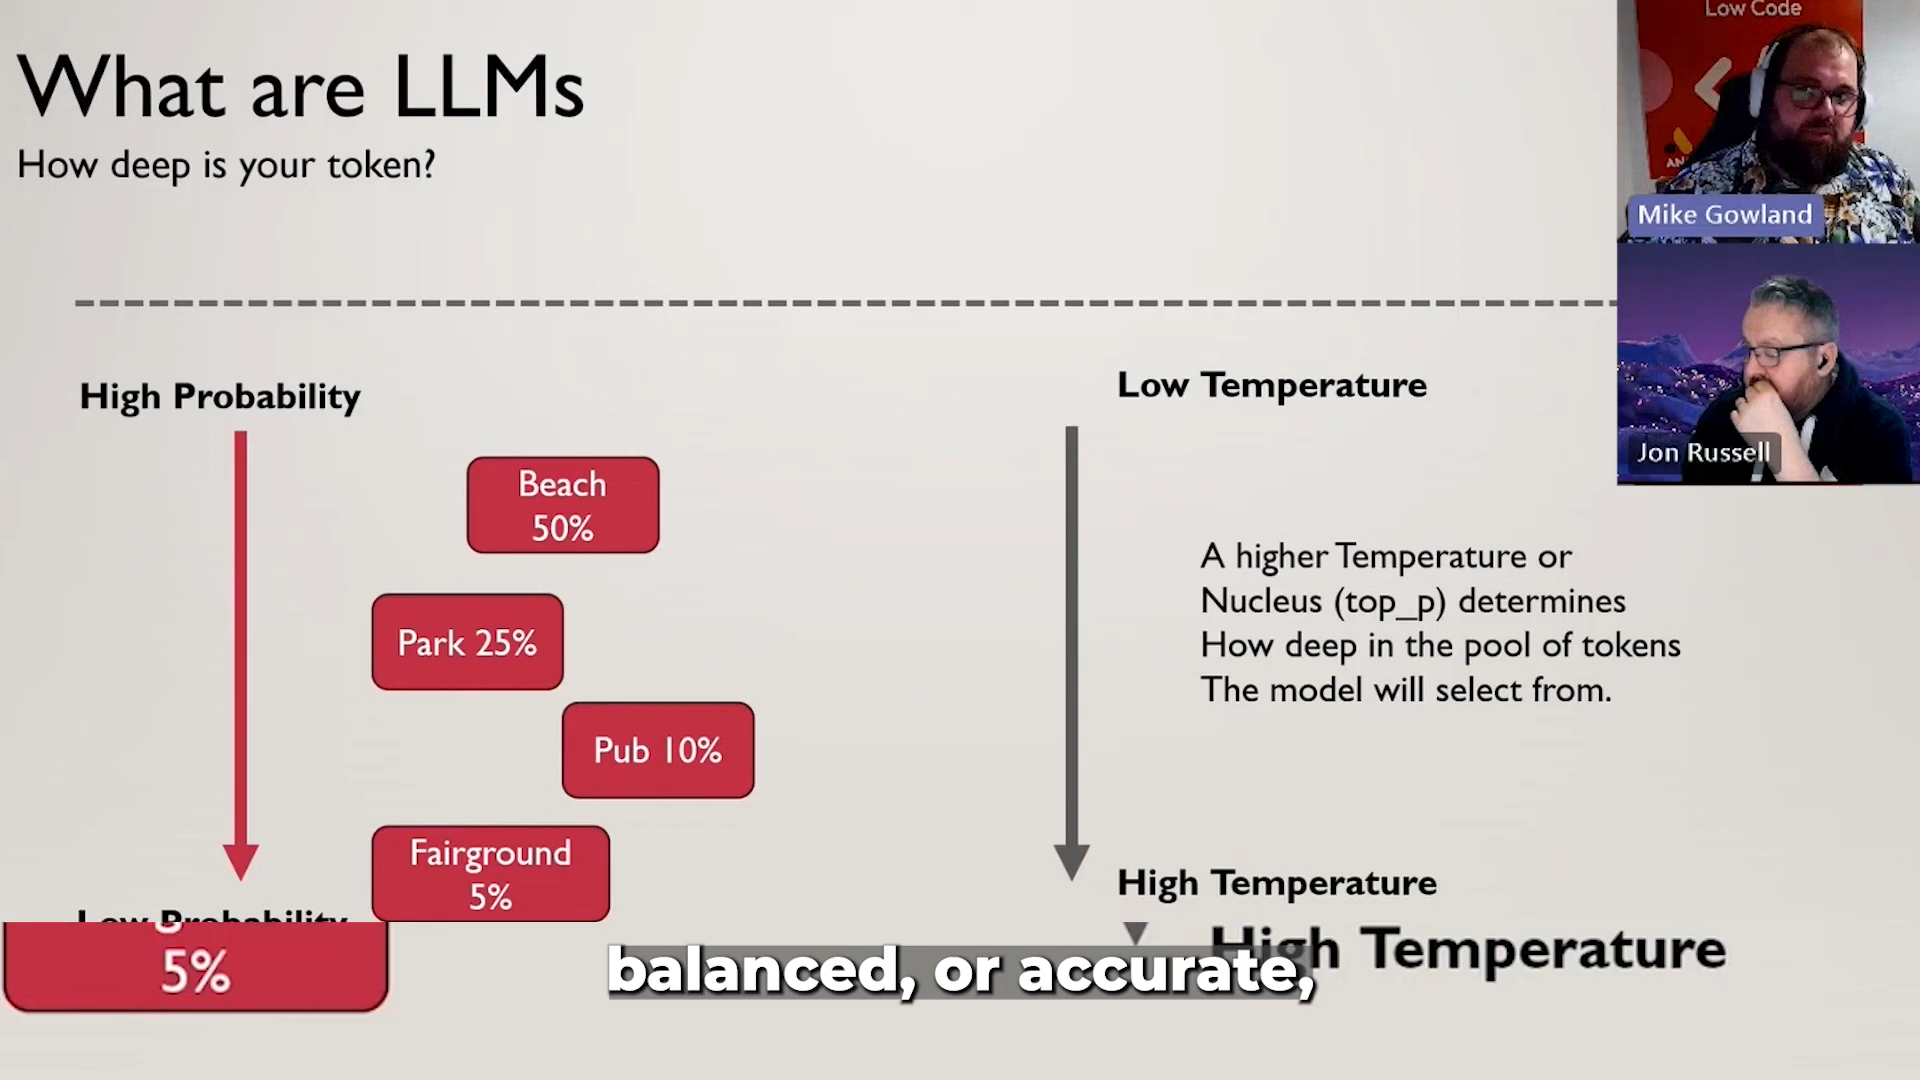 What are LLMs
How deep is your token?
Low Code
AN
Mike Gowland
Jon Russell
High Probability
Beach
50%
Park 25%
Pub 10%
Fairground
5%
Low Probability
Low Temperature
A higher Temperature or
Nucleus (top_p) determines
How deep in the pool of tokens
The model will select from.
High Temperature
5%
High Temperature
balanced, or accurate,